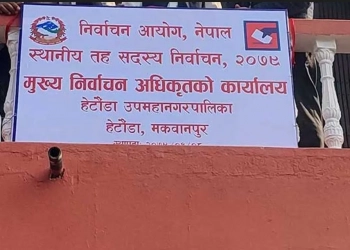 निर्वाचन आयोग, नेपाल
स्थानीय तह सदस्य निर्वाचन, २०७९
मुख्य निर्वाचन अधिकृतको कार्यालय
हेटौंडा उपमहानगरपालिका
हेटौंडा, मकवानपुर